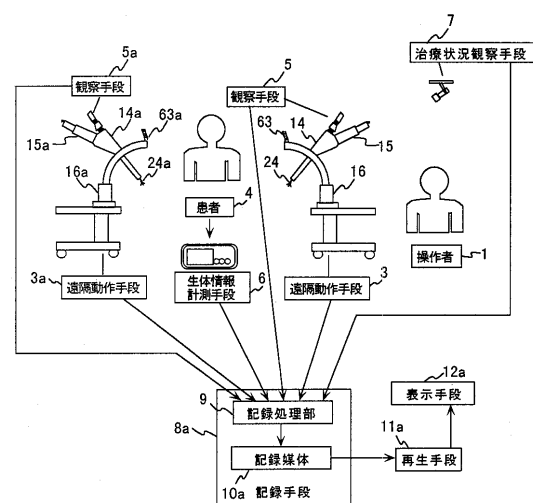 7
5a
5
治療状況観察手段
観察手段
観察手段
14a
63a
14
63
15a
15
24a
24
16a
4
16
患者
操作者
1
3a
生体情報
計測手段
6
3
遠隔動作手段
遠隔動作手段
12a
表示手段
9
記録処理部
8a
11a
記録媒体
再生手段
10a
記録手段